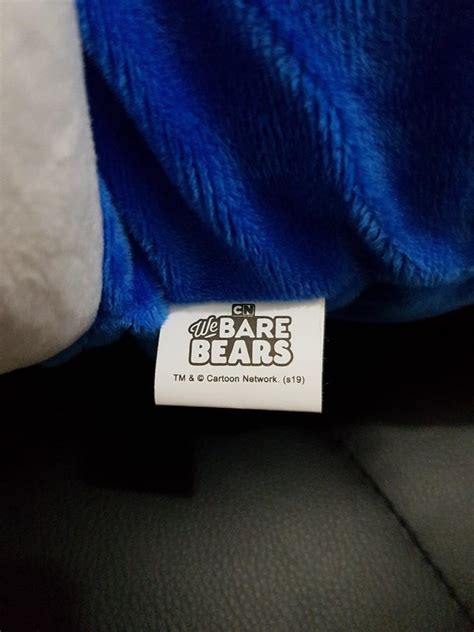 CN
We BARE
BEARS
TM & © Cartoon Network. (s19)